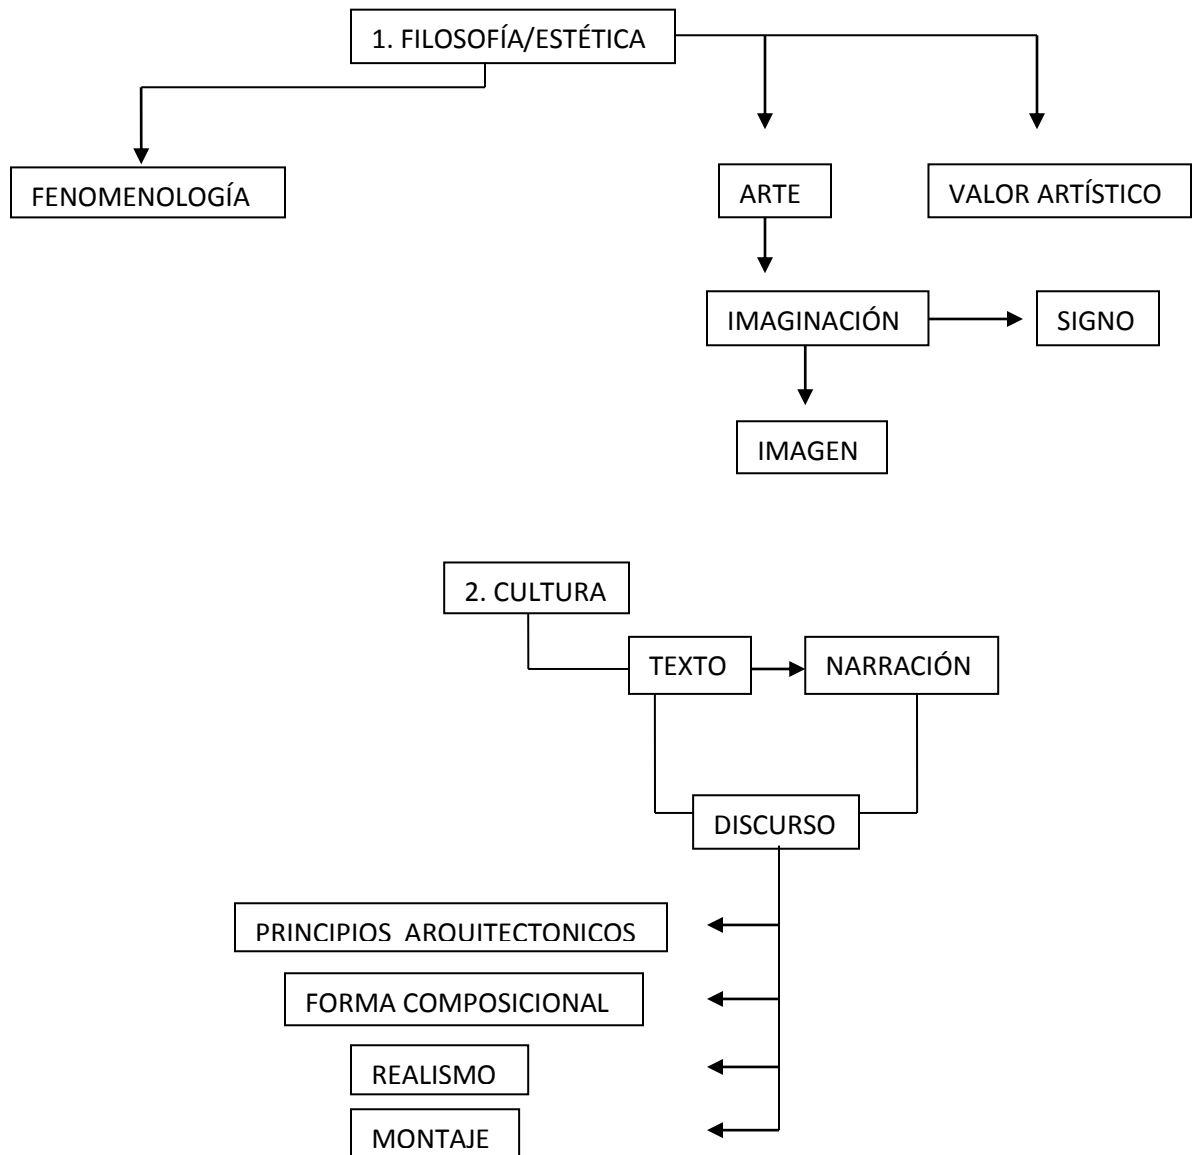 1. FILOSOFÍA/ESTÉTICA
FENOMENOLOGÍA
ARTE
VALOR ARTÍSTICO
IMAGINACIÓN
SIGNO
IMAGEN
2. CULTURA
TEXTO
NARRACIÓN
DISCURSO
PRINCIPIOS ARQUITECTONICOS
FORMA COMPOSICIONAL
REALISMO
MONTAJE